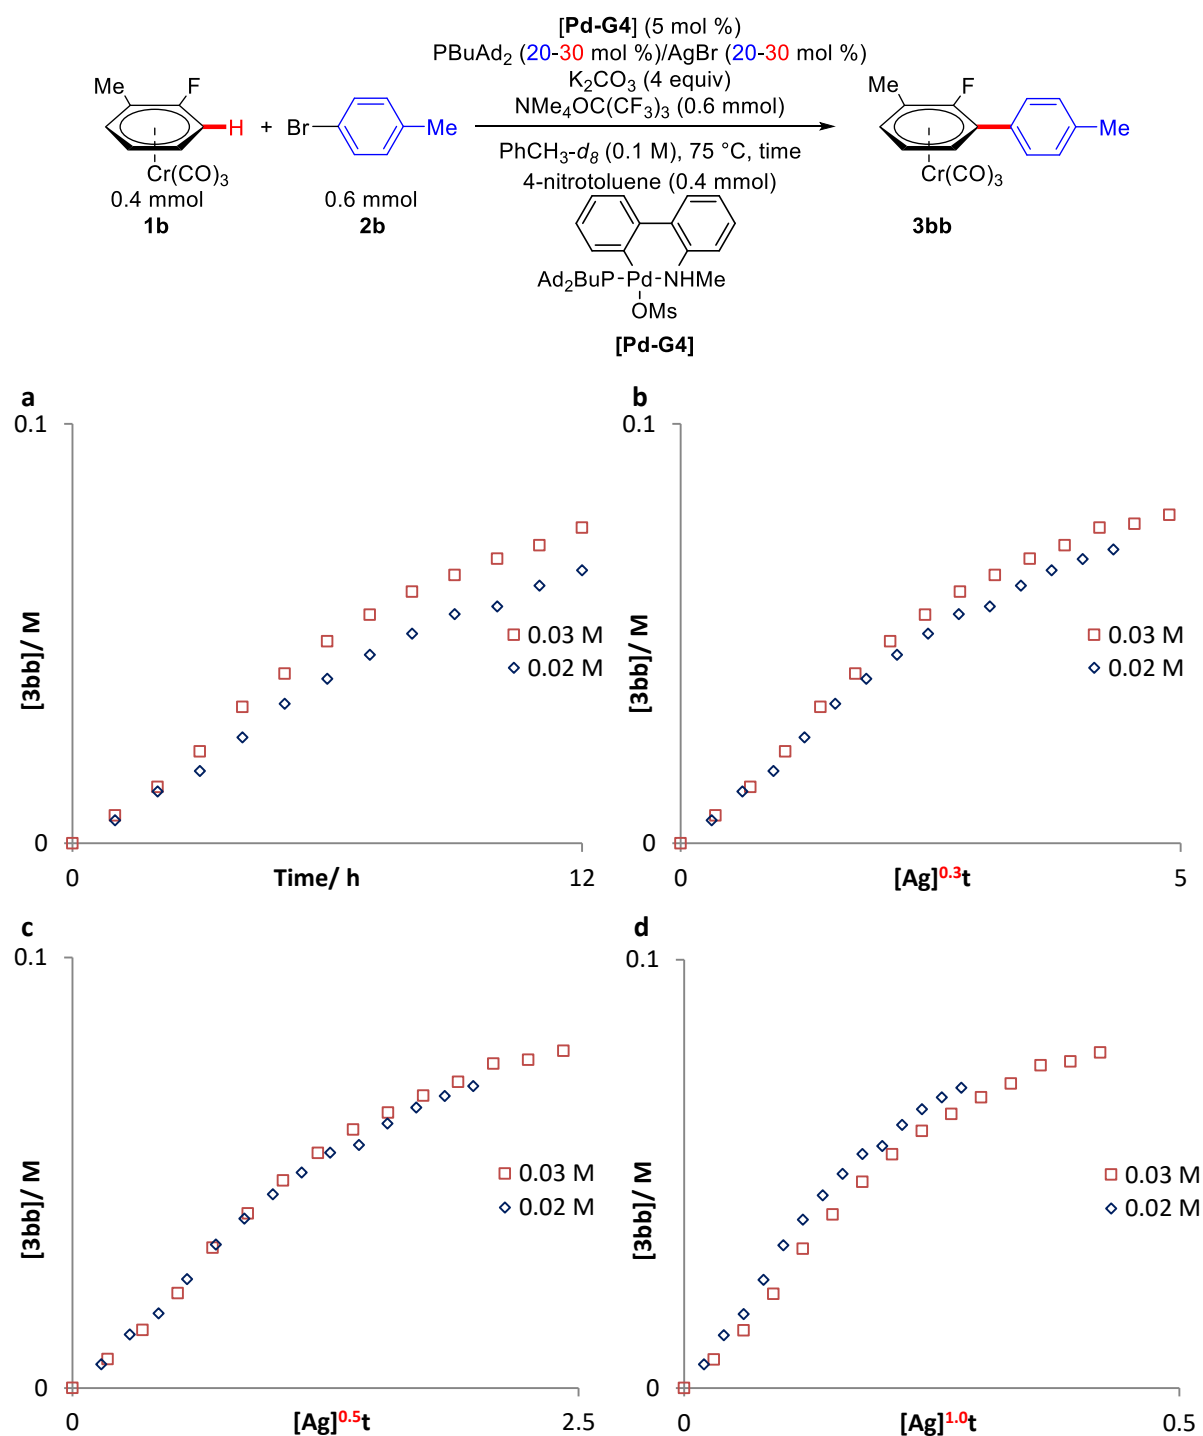 [Pd-G4] (5 mol %)
PBuAd₂ (20-30 mol %)/AgBr (20-30 mol %)
K₂CO₃ (4 equiv)
NMe₄OC(CF₃)₃ (0.6 mmol)
PhCH₃-d₈ (0.1 M), 75 °C, time
4-nitrotoluene (0.4 mmol)
Me F H
Cr(CO)₃
0.4 mmol
1b
+
Br Me
0.6 mmol
2b
Me F Me
Cr(CO)₃
3bb
Ad₂BuP Pd NHMe
OMs
[Pd-G4]
a
0.1
[3bb]/ M
0.03 M
0.02 M
0
0 Time/ h 12
b
0.1
[3bb]/ M
0.03 M
0.02 M
0
0 [Ag]⁰·³t 5
c
0.1
[3bb]/ M
0.03 M
0.02 M
0
0 [Ag]⁰·⁵t 2.5
d
0.1
[3bb]/ M
0.03 M
0.02 M
0
0 [Ag]¹·⁰t 0.5